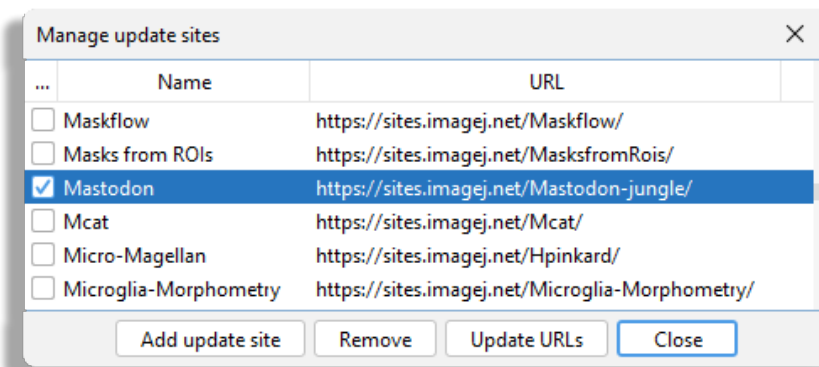 Manage update sites
... Name URL
Maskflow https://sites.imagej.net/Maskflow/
Masks from ROIs https://sites.imagej.net/MasksfromRois/
Mastodon https://sites.imagej.net/Mastodon-jungle/
Mcat https://sites.imagej.net/Mcat/
Micro-Magellan https://sites.imagej.net/Hpinkard/
Microglia-Morphometry https://sites.imagej.net/Microglia-Morphometry/
Add update site Remove Update URLs Close